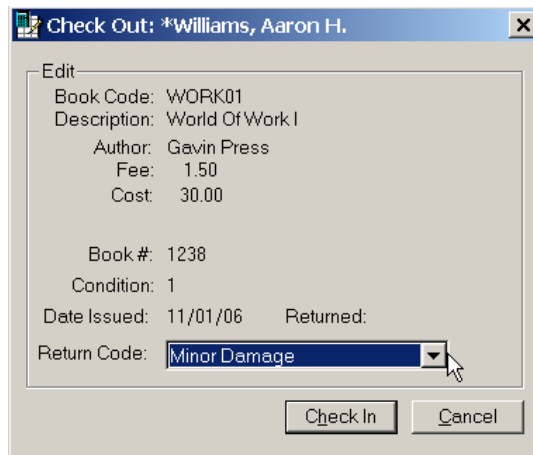 Check Out: *Williams, Aaron H.
Edit
Book Code: WORK01
Description: World Of Work I
Author: Gavin Press
Fee: 1.50
Cost: 30.00
Book #: 1238
Condition: 1
Date Issued: 11/01/06 Returned:
Return Code: Minor Damage
Check In Cancel